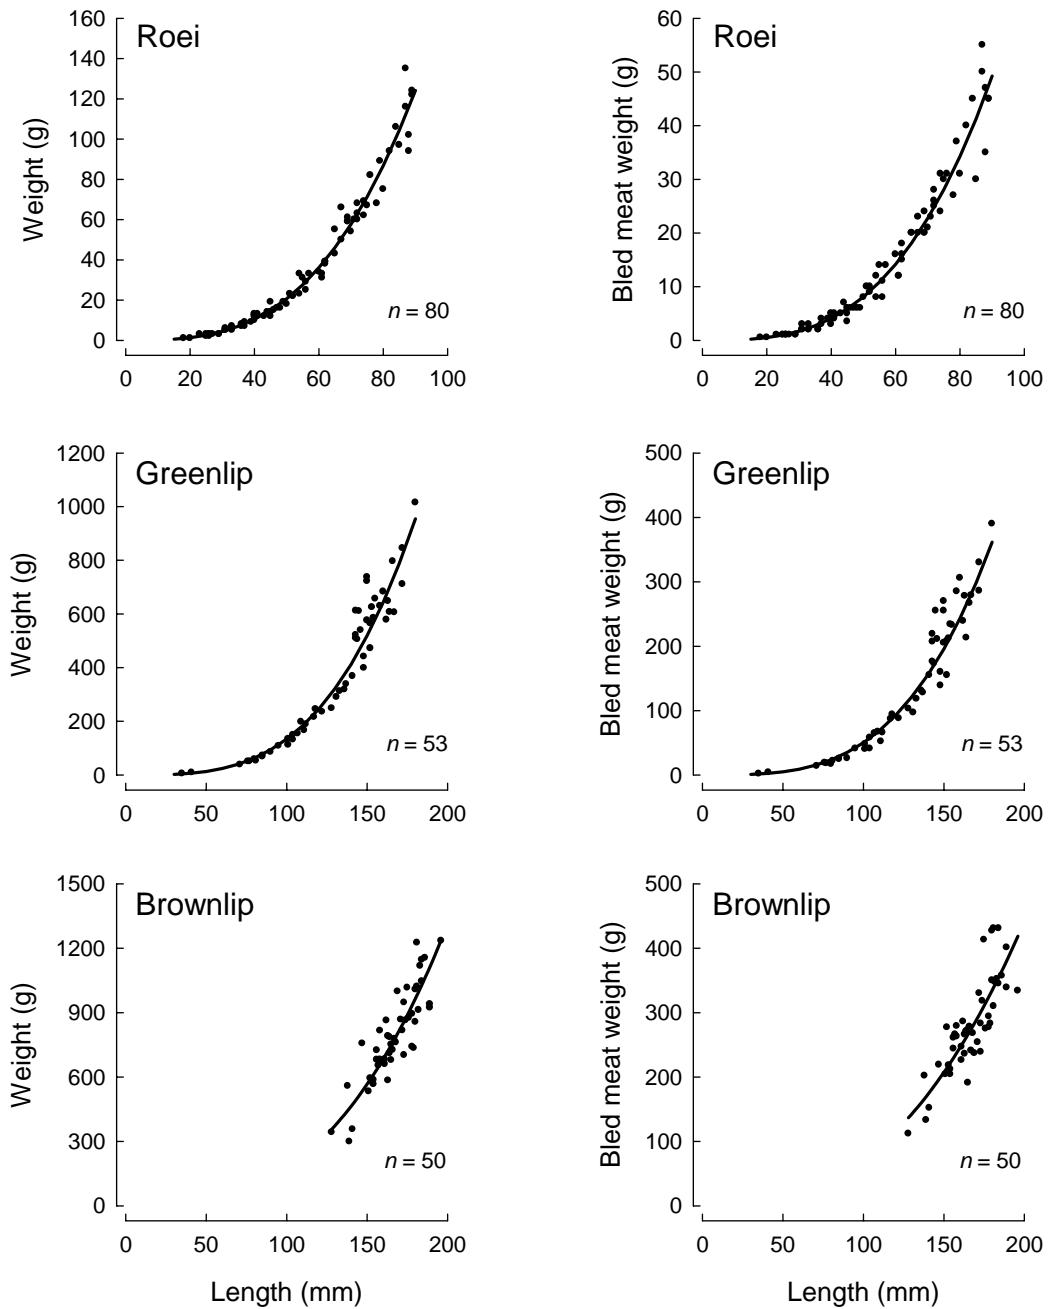 Roei
Weight (g)
160
140
120
100
80
60
40
20
0
n = 80
0 20 40 60 80 100
Roei
Bled meat weight (g)
60
50
40
30
20
10
0
n = 80
0 20 40 60 80 100
Greenlip
Weight (g)
1200
1000
800
600
400
200
0
n = 53
0 50 100 150 200
Greenlip
Bled meat weight (g)
500
400
300
200
100
0
n = 53
0 50 100 150 200
Brownlip
Weight (g)
1500
1200
900
600
300
0
n = 50
0 50 100 150 200
Length (mm)
Brownlip
Bled meat weight (g)
500
400
300
200
100
0
n = 50
0 50 100 150 200
Length (mm)